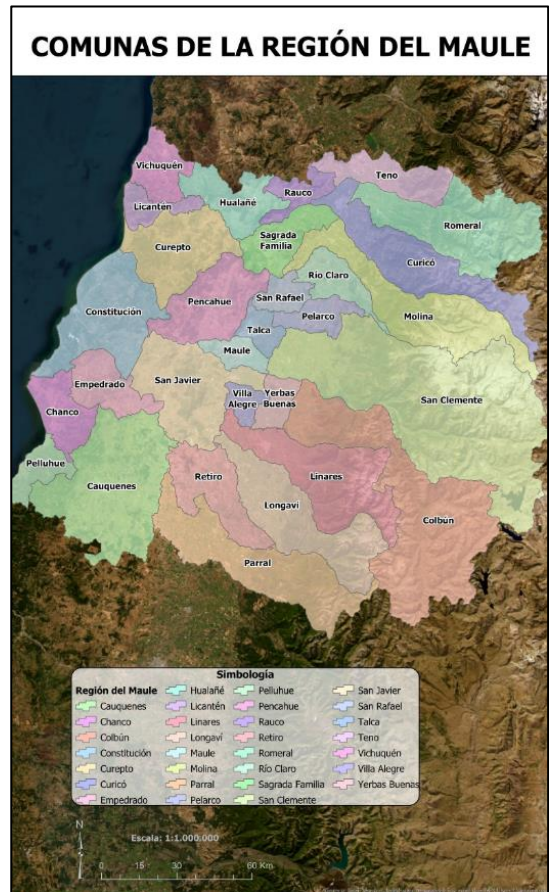 COMUNAS DE LA REGIÓN DEL MAULE
Vichuquén
Teno
Rauco
Licantén
Hualañé
Romeral
Sagrada
Familia
Curepto
Curicó
Río Claro
Pencahue
San Rafael
Constitución
Pelarco
Molina
Talca
Maule
San Javier
Empedrado
Villa
Alegre
Yerbas
Buenas
San Clemente
Chanco
Pelluhue
Cauquenes
Retiro
Linares
Longaví
Colbún
Parral
Simbología
Región del Maule
Cauquenes
Chanco
Colbún
Constitución
Curepto
Curicó
Empedrado
Hualañé
Licantén
Linares
Longaví
Maule
Molina
Parral
Pelarco
Pelluhue
Pencahue
Rauco
Retiro
Romeral
Río Claro
Sagrada Familia
San Clemente
San Javier
San Rafael
Talca
Teno
Vichuquén
Villa Alegre
Yerbas Buenas
N
Escala: 1:1.000.000
0 15 30 60 Km